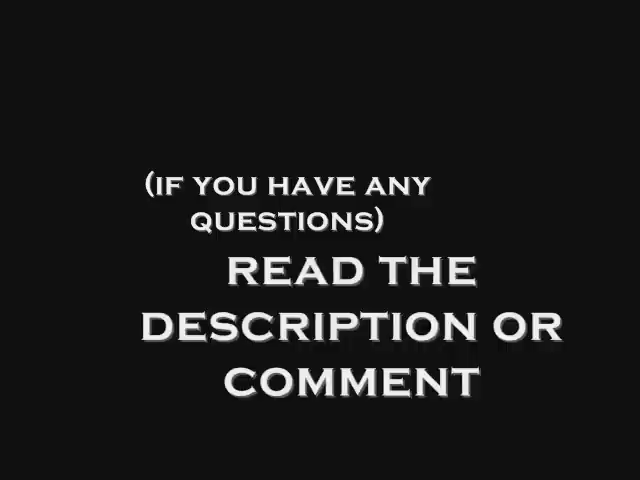 (IF YOU HAVE ANY
QUESTIONS)
READ THE
DESCRIPTION OR
COMMENT